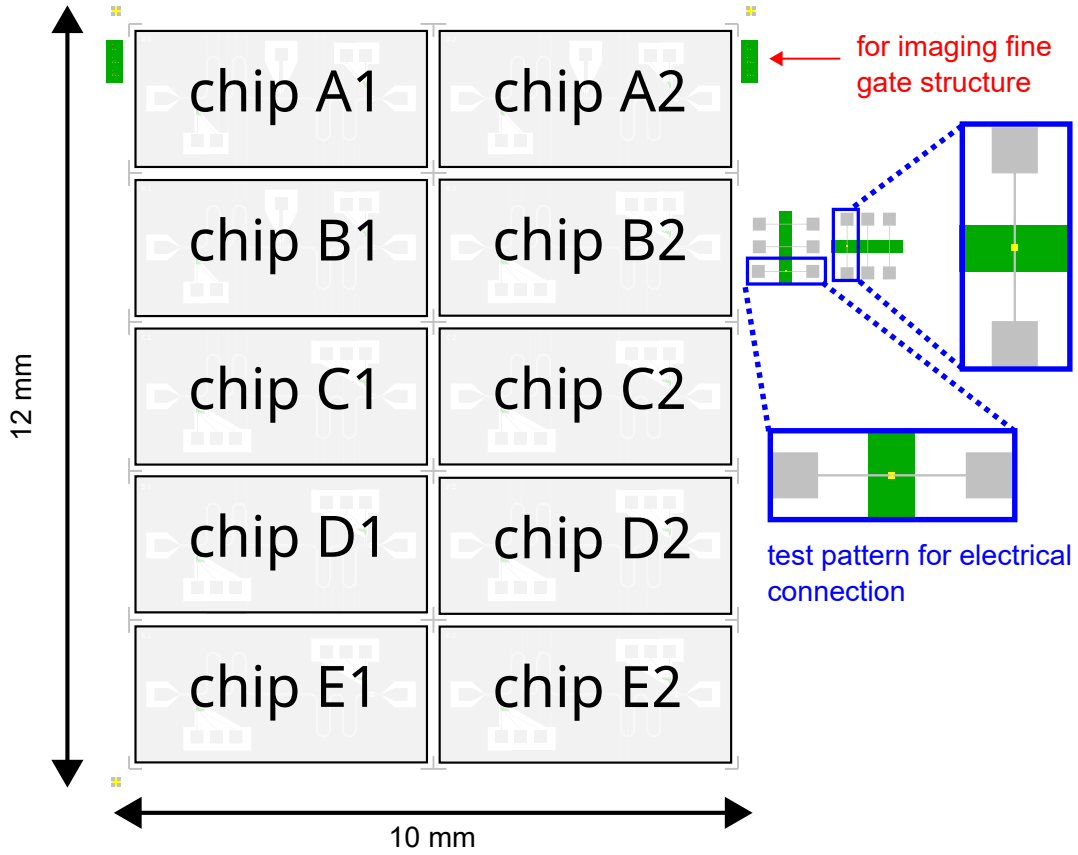 chip A1
chip A2
for imaging fine
gate structure
chip B1
chip B2
12 mm
chip C1
chip C2
chip D1
chip D2
test pattern for electrical
connection
chip E1
chip E2
10 mm